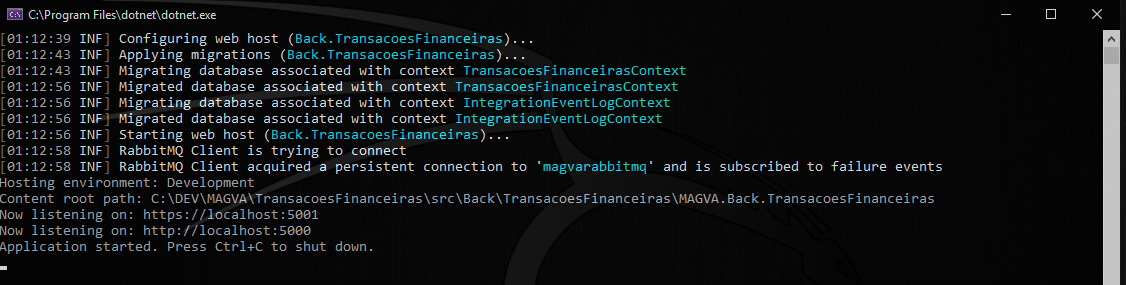 C:\Program Files\dotnet\dotnet.exe
[01:12:39 INF] Configuring web host (Back.TransacoesFinanceiras)...
[01:12:43 INF] Applying migrations (Back.TransacoesFinanceiras)...
[01:12:43 INF] Migrating database associated with context TransacoesFinanceirasContext
[01:12:56 INF] Migrated database associated with context TransacoesFinanceirasContext
[01:12:56 INF] Migrating database associated with context IntegrationEventLogContext
[01:12:56 INF] Migrated database associated with context IntegrationEventLogContext
[01:12:56 INF] Starting web host (Back.TransacoesFinanceiras)...
[01:12:58 INF] RabbitMQ Client is trying to connect
[01:12:58 INF] RabbitMQ Client acquired a persistent connection to 'magvarabbitmq' and is subscribed to failure events
Hosting environment: Development
Content root path: C:\DEV\MAGVA\TransacoesFinanceiras\src\Back\TransacoesFinanceiras\MAGVA.Back.TransacoesFinanceiras
Now listening on: https://localhost:5001
Now listening on: http://localhost:5000
Application started. Press Ctrl+C to shut down.